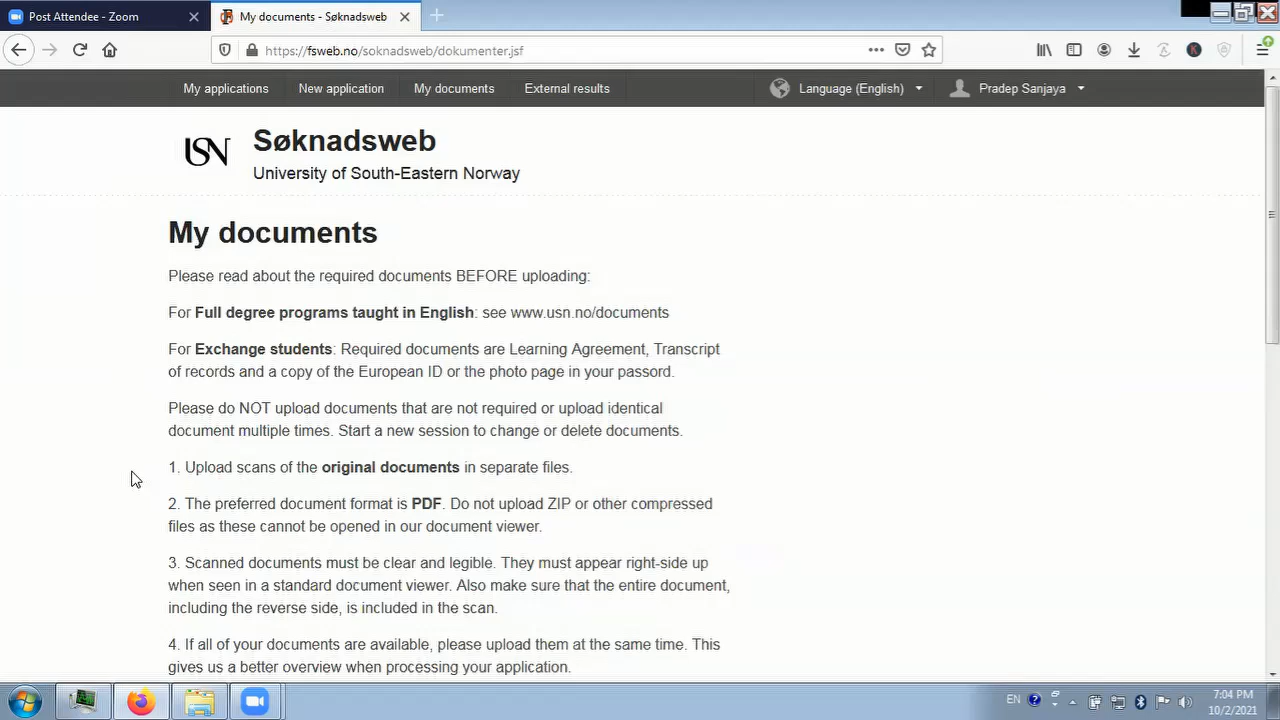 Post Attendee - Zoom
My documents - Søknadsweb
https://fsweb.no/soknadsweb/dokumenter.jsf
My applications New application My documents External results Language (English) Pradep Sanjaya
USN
Søknadsweb
University of South-Eastern Norway
My documents
Please read about the required documents BEFORE uploading:
For Full degree programs taught in English: see www.usn.no/documents
For Exchange students: Required documents are Learning Agreement, Transcript
of records and a copy of the European ID or the photo page in your passord.
Please do NOT upload documents that are not required or upload identical
document multiple times. Start a new session to change or delete documents.
1. Upload scans of the original documents in separate files.
2. The preferred document format is PDF. Do not upload ZIP or other compressed
files as these cannot be opened in our document viewer.
3. Scanned documents must be clear and legible. They must appear right-side up
when seen in a standard document viewer. Also make sure that the entire document,
including the reverse side, is included in the scan.
4. If all of your documents are available, please upload them at the same time. This
gives us a better overview when processing your application.
EN
7:04 PM
10/2/2021